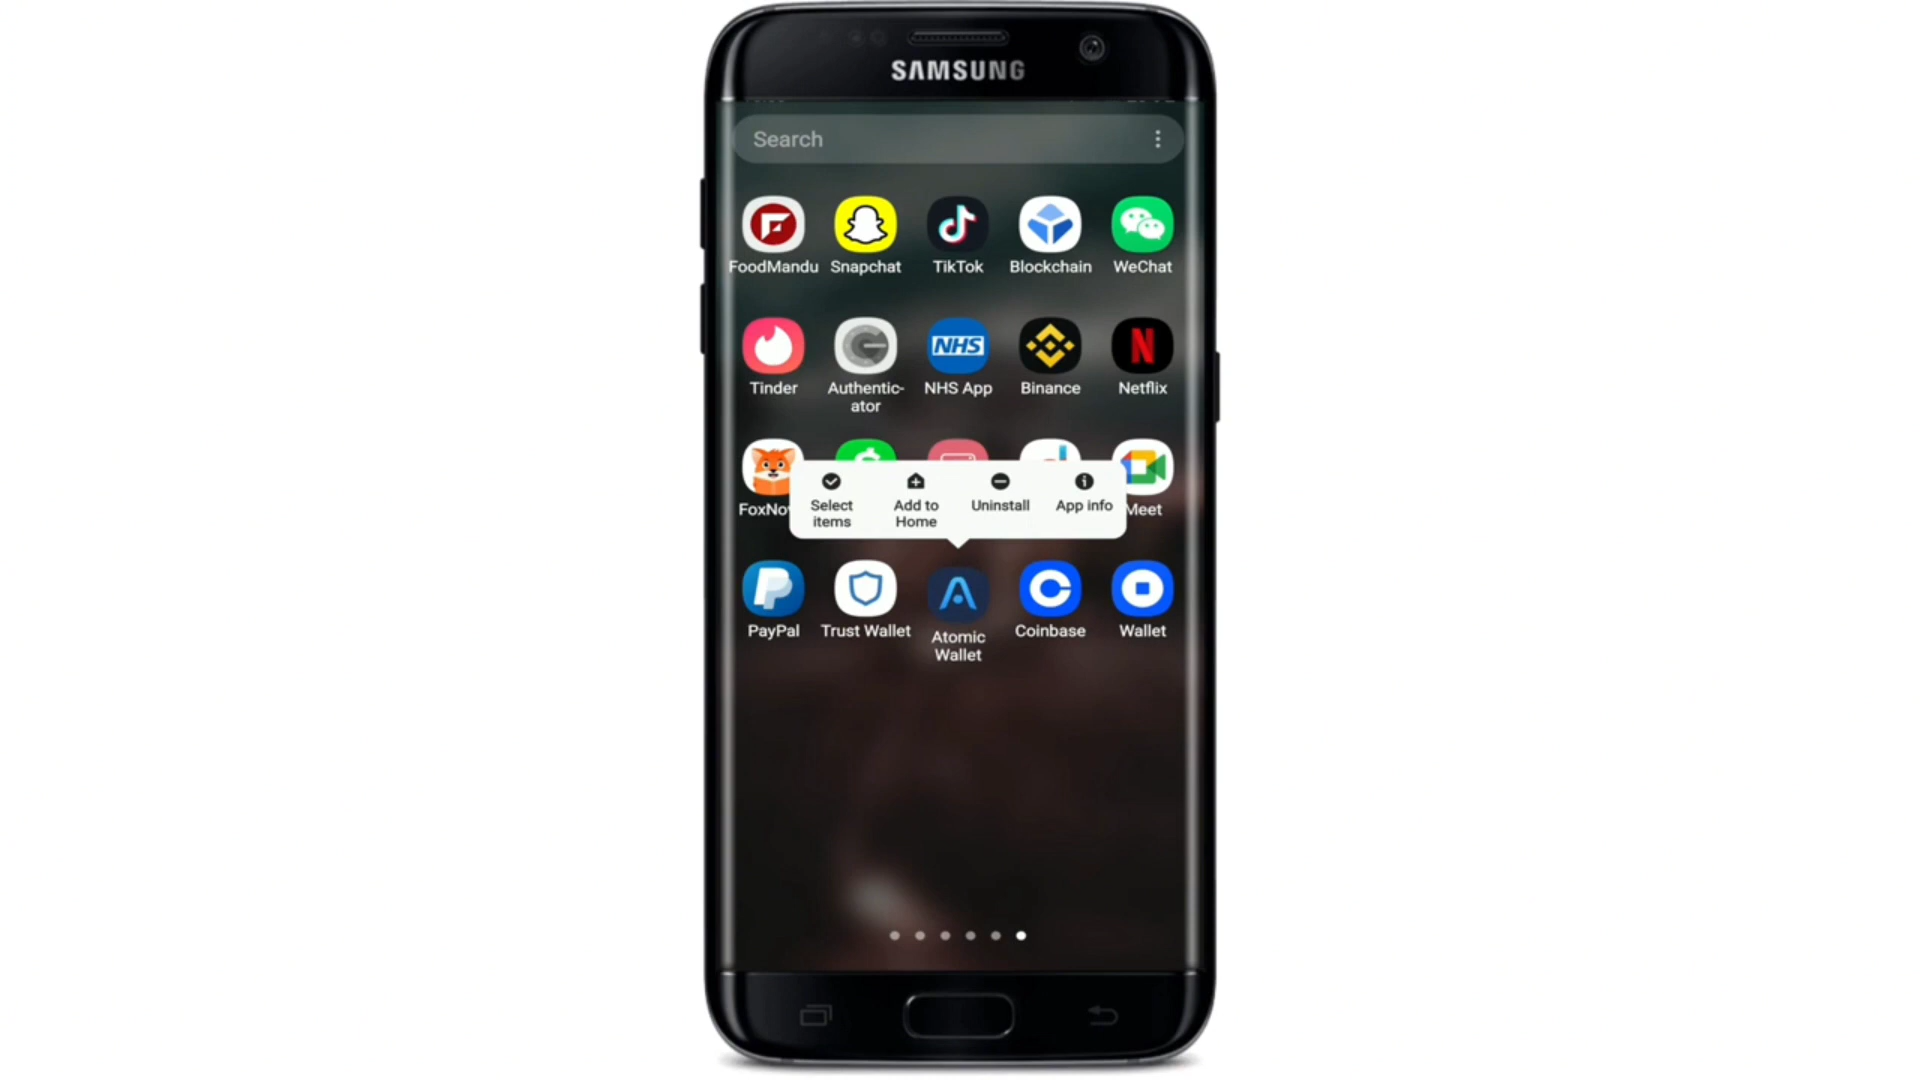 SAMSUNG
Search
FoodMandu Snapchat TikTok Blockchain WeChat
NHS
N
Tinder Authentic-
ator NHS App Binance Netflix
Select
items
Add to
Home
Uninstall
App info
FoxNo
Meet
PayPal Trust Wallet Atomic
Wallet Coinbase Wallet